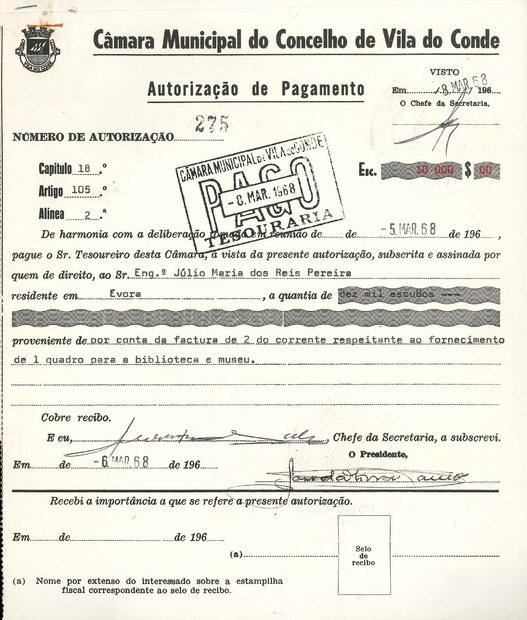 Câmara Municipal do Concelho de Vila do Conde
Autorização de Pagamento
VISTO
Em 8 MAR 68 196
O Chefe da Secretaria,
NÚMERO DE AUTORIZAÇÃO 275
CÂMARA MUNICIPAL DE VILA DO CONDE
PAGO
-8. MAR. 1968
TESOURARIA
Capítulo 18 .º
Artigo 105 .º
Alínea 2 .ª
Esc. 10 000 $ 00
De harmonia com a deliberação tomada em reunião de de -5 MAR. 68 de 196 ,
pague o Sr. Tesoureiro desta Câmara, à vista da presente autorização, subscrita e assinada por
quem de direito, ao Sr. Eng.º Júlio Maria dos Reis Pereira
residente em Evora , a quantia de dez mil escubos ---
proveniente de por conta da factura de 2 do corrente respeitante ao fornecimento
de 1 quadro para a biblioteca e museu.
Cobre recibo.
E eu, , Chefe da Secretaria, a subscrevi.
Em de -6 MAR. 68 de 196
O Presidente,
Recebi a importância a que se refere a presente autorização.
Em de de 196
(a)
Selo
de
recibo
(a) Nome por extenso do interessado sobre a estampilha
fiscal correspondente ao selo de recibo.